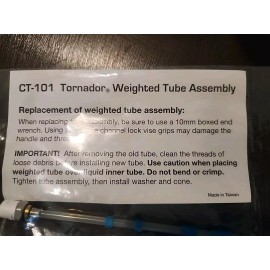 CT-101 Tornador® Weighted Tube Assembly
Replacement of weighted tube assembly:
When replacing assembly, be sure to use a 10mm boxed end
wrench. Using channel lock vise grips may damage the
handle and
IMPORTANT! After removing the old tube, clean the threads of
loose debris before installing new tube. Use caution when placing
weighted tube over liquid inner tube. Do not bend or crimp.
Tighten tube assembly, then install washer and cone.
Made in Taiwan